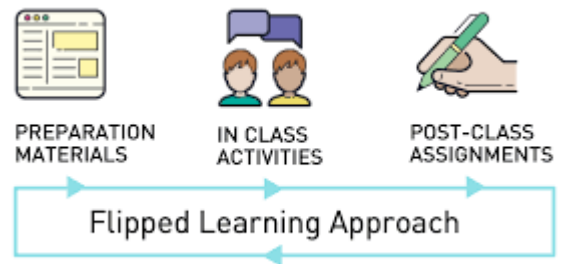 PREPARATION
MATERIALS
IN CLASS
ACTIVITIES
POST-CLASS
ASSIGNMENTS
Flipped Learning Approach